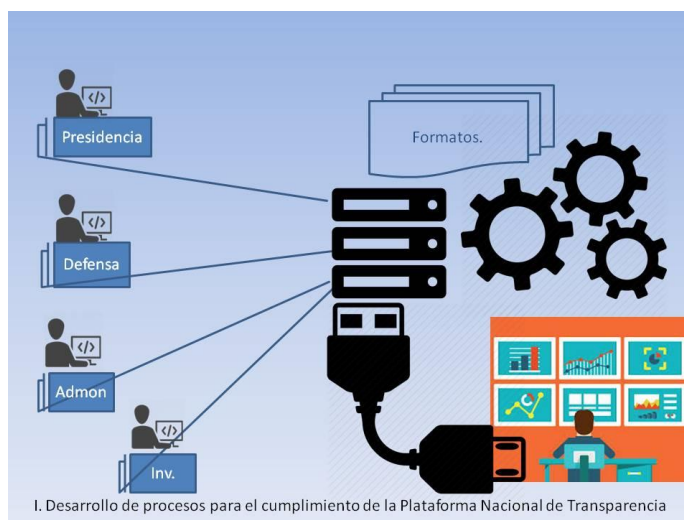 </>
Presidencia
Formatos.
</>
Defensa
</>
Admon
</>
Inv.
I. Desarrollo de procesos para el cumplimiento de la Plataforma Nacional de Transparencia